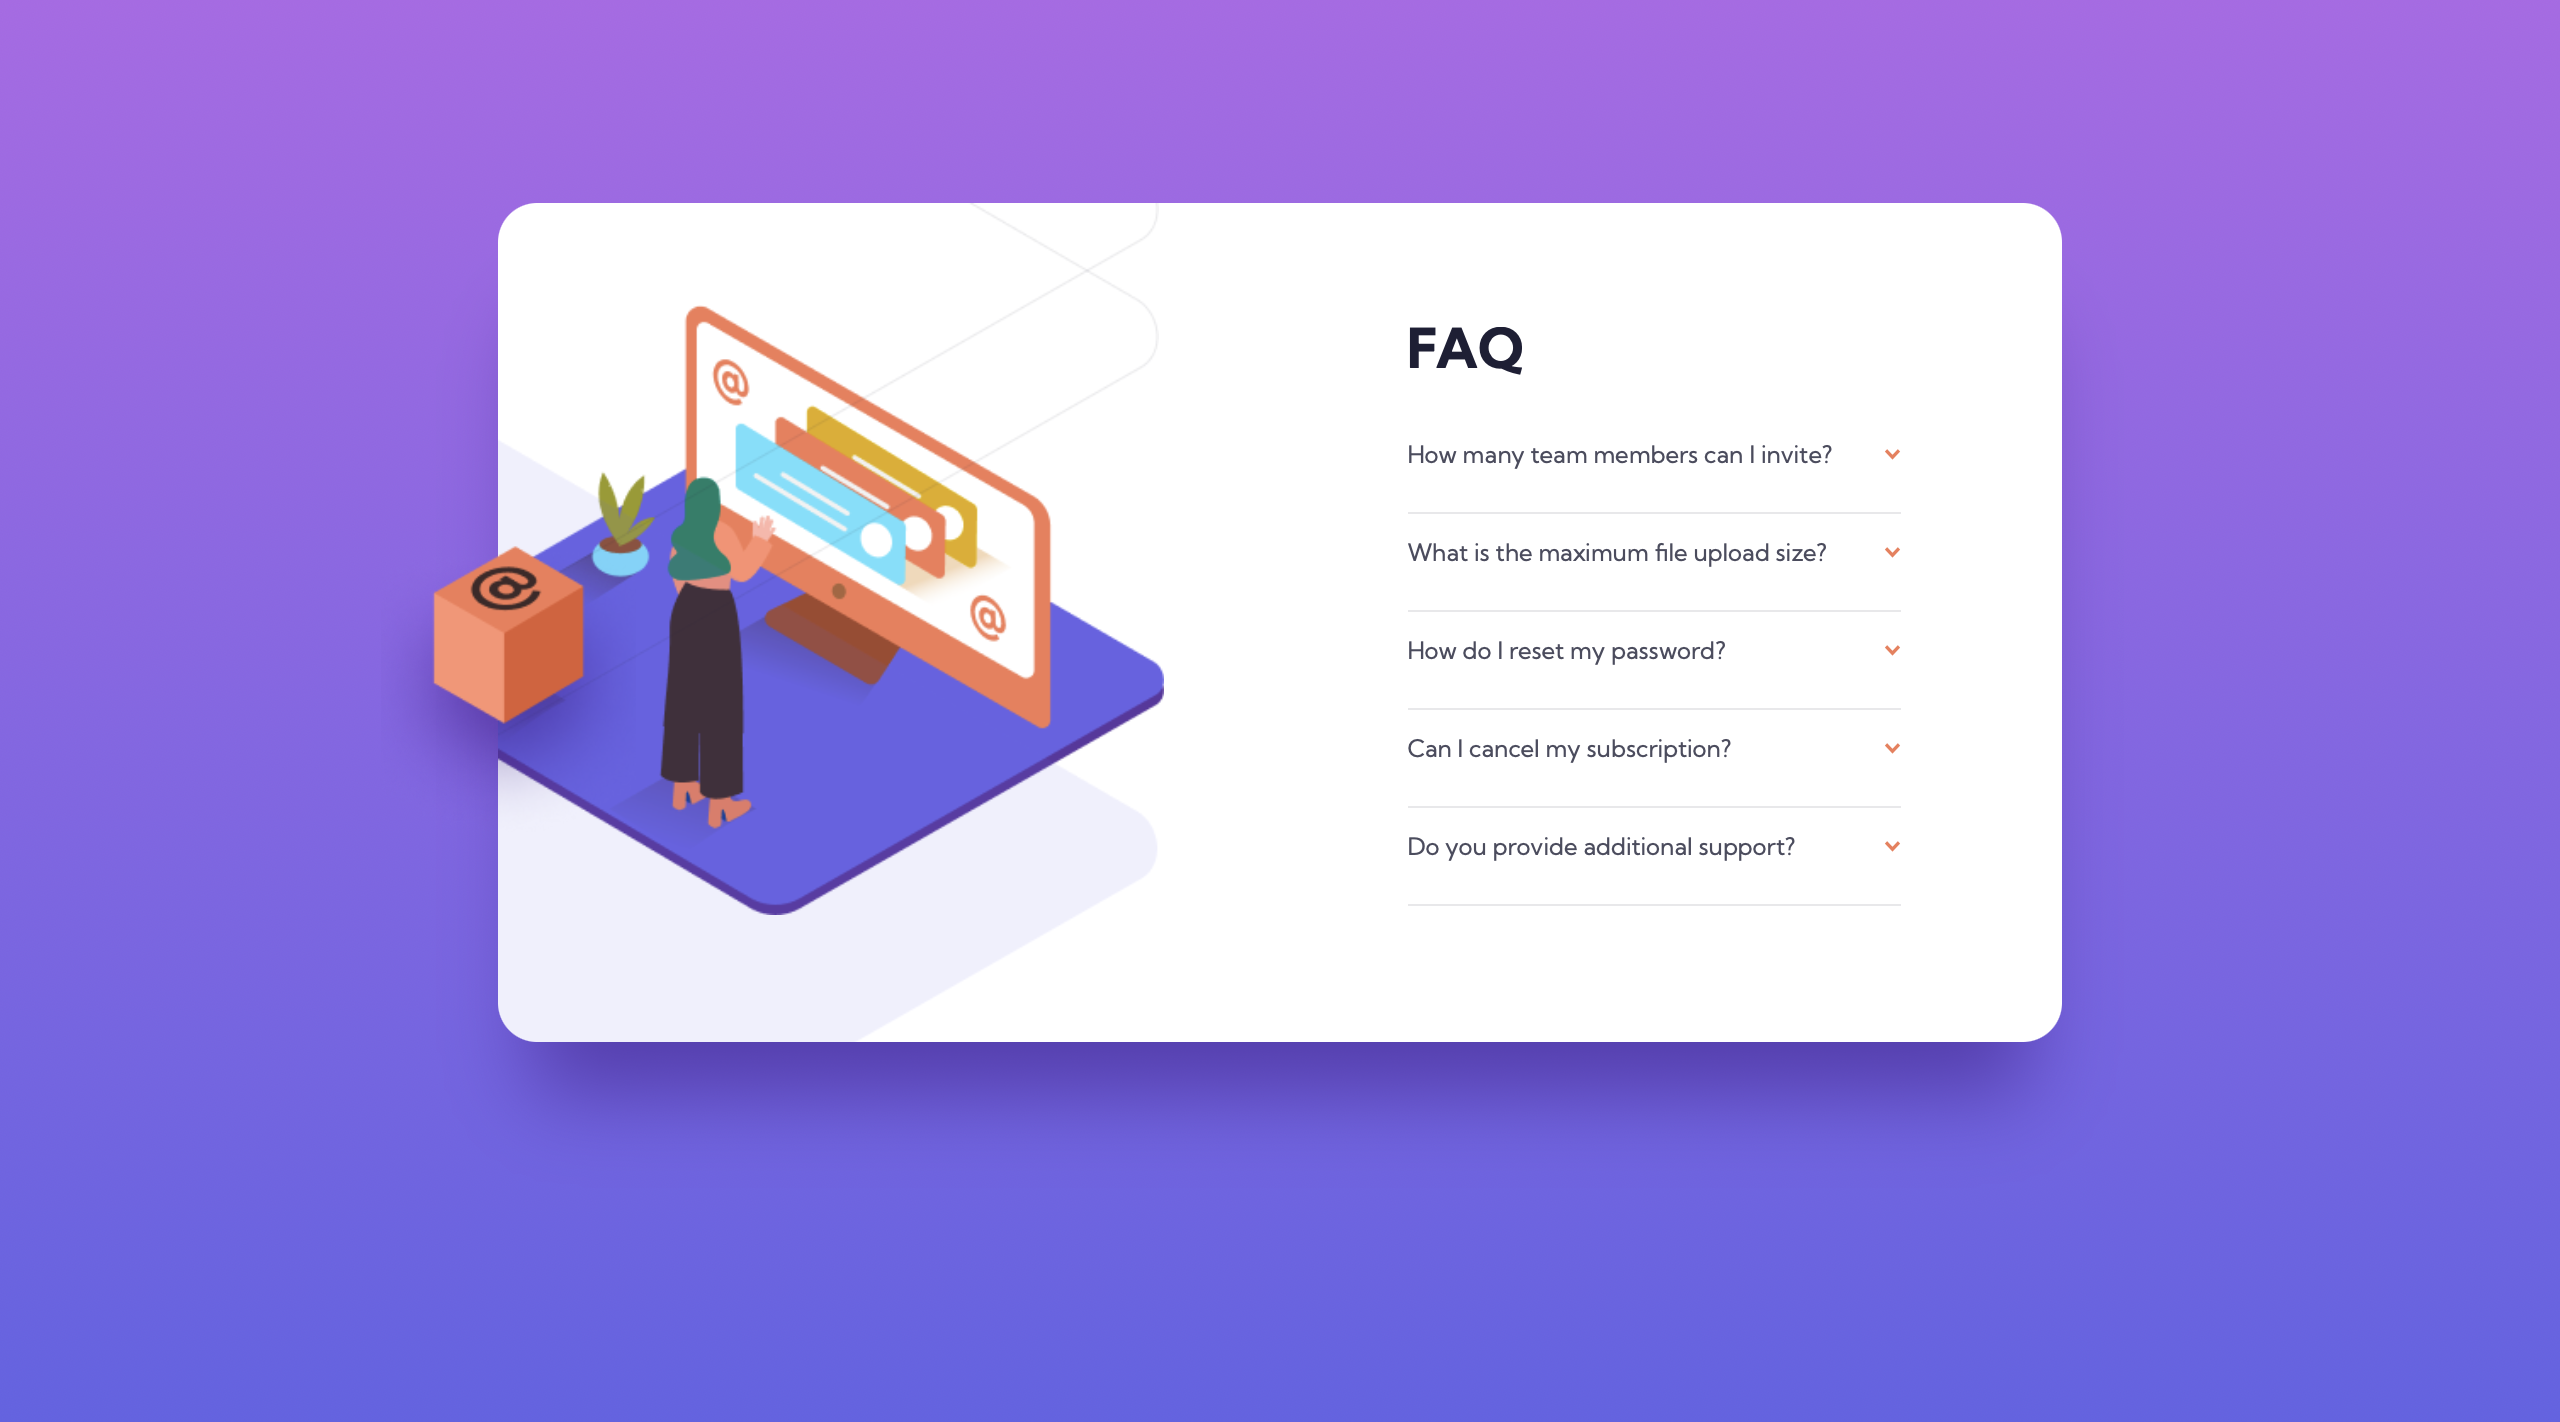 @
@
@
FAQ
How many team members can I invite?
What is the maximum file upload size?
How do I reset my password?
Can I cancel my subscription?
Do you provide additional support?